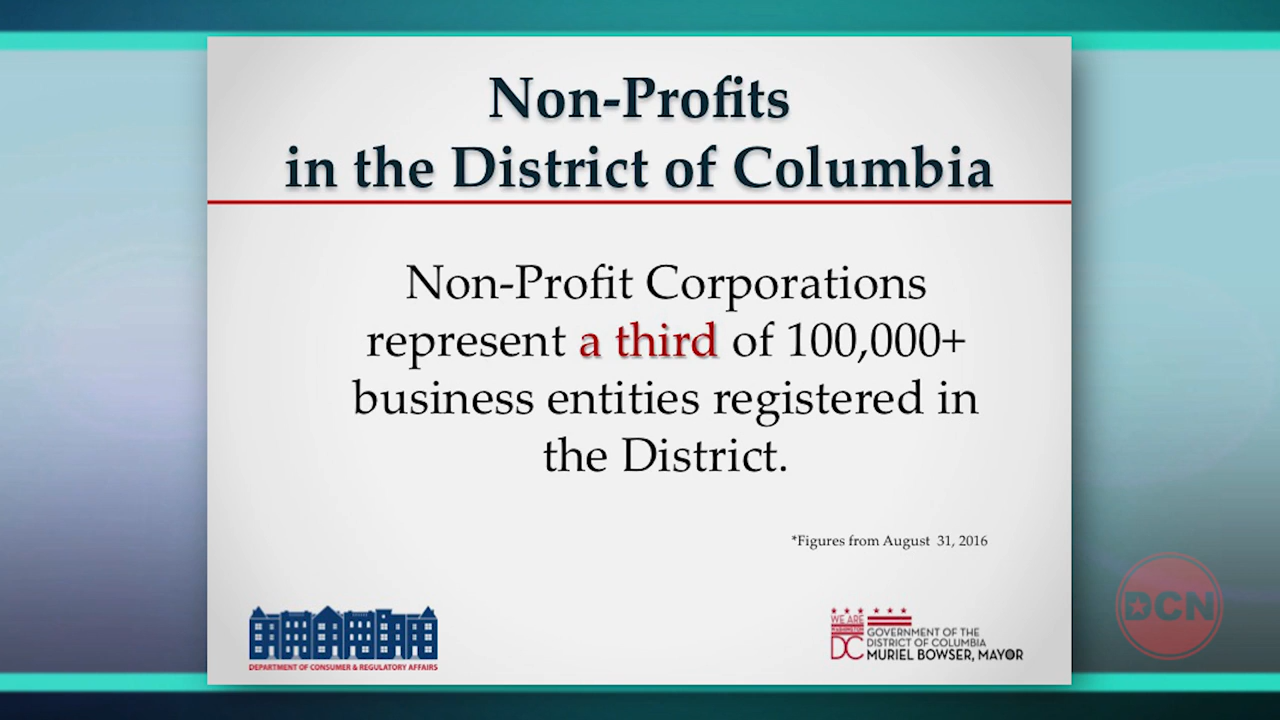 Non-Profits
in the District of Columbia
Non-Profit Corporations
represent a third of 100,000+
business entities registered in
the District.
*Figures from August 31, 2016
DEPARTMENT OF CONSUMER & REGULATORY AFFAIRS
WE ARE
WASHINGTON
DC
GOVERNMENT OF THE
DISTRICT OF COLUMBIA
MURIEL BOWSER, MAYOR
DCN